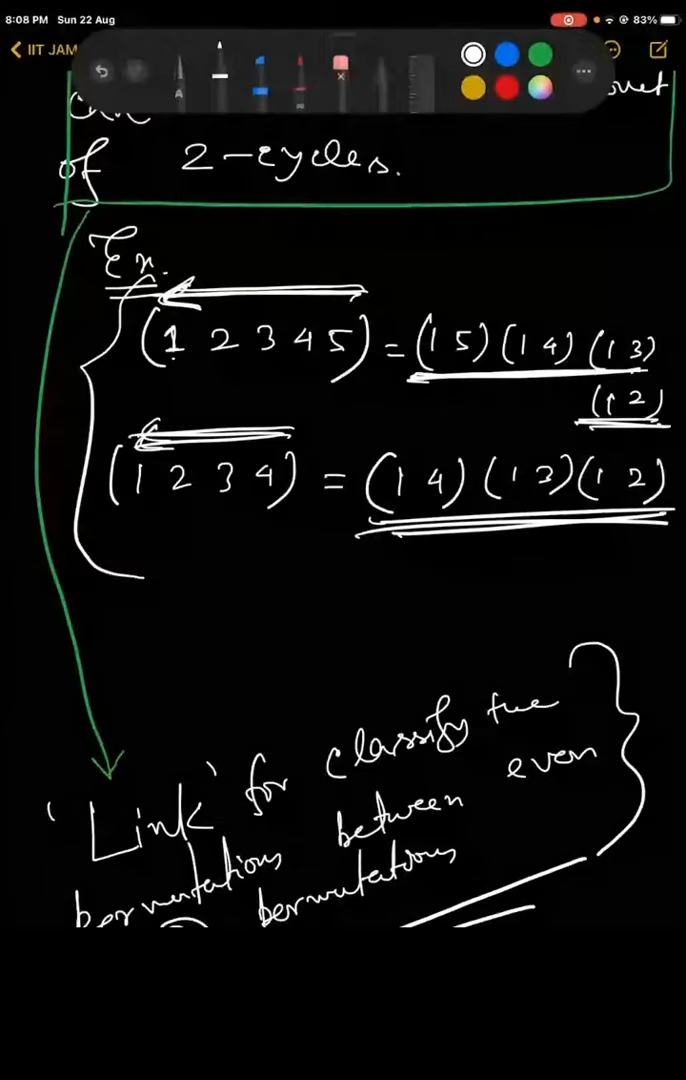 8:08 PM Sun 22 Aug
83%
IIT JAM
of 2-cycles.
Ex.
(1 2 3 4 5) = (1 5) (1 4) (1 3)
(1 2)
(1 2 3 4) = (1 4) (1 3) (1 2)
'Link' for classify the
permutations between even
permutations